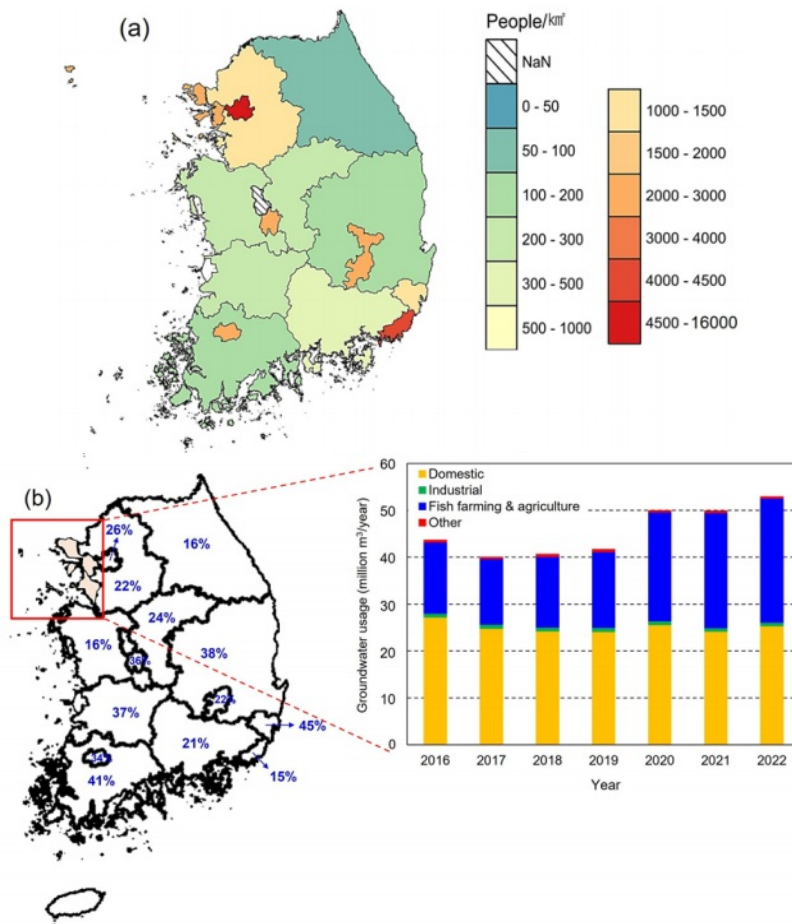 (a)
People/㎢
NaN
0 - 50
50 - 100
100 - 200
200 - 300
300 - 500
500 - 1000
1000 - 1500
1500 - 2000
2000 - 3000
3000 - 4000
4000 - 4500
4500 - 16000
(b)
26%
16%
22%
24%
16%
36%
38%
22%
37%
45%
21%
34%
41%
15%
Groundwater usage (million m³/year)
60
50
40
30
20
10
0
Domestic
Industrial
Fish farming & agriculture
Other
2016 2017 2018 2019 2020 2021 2022
Year